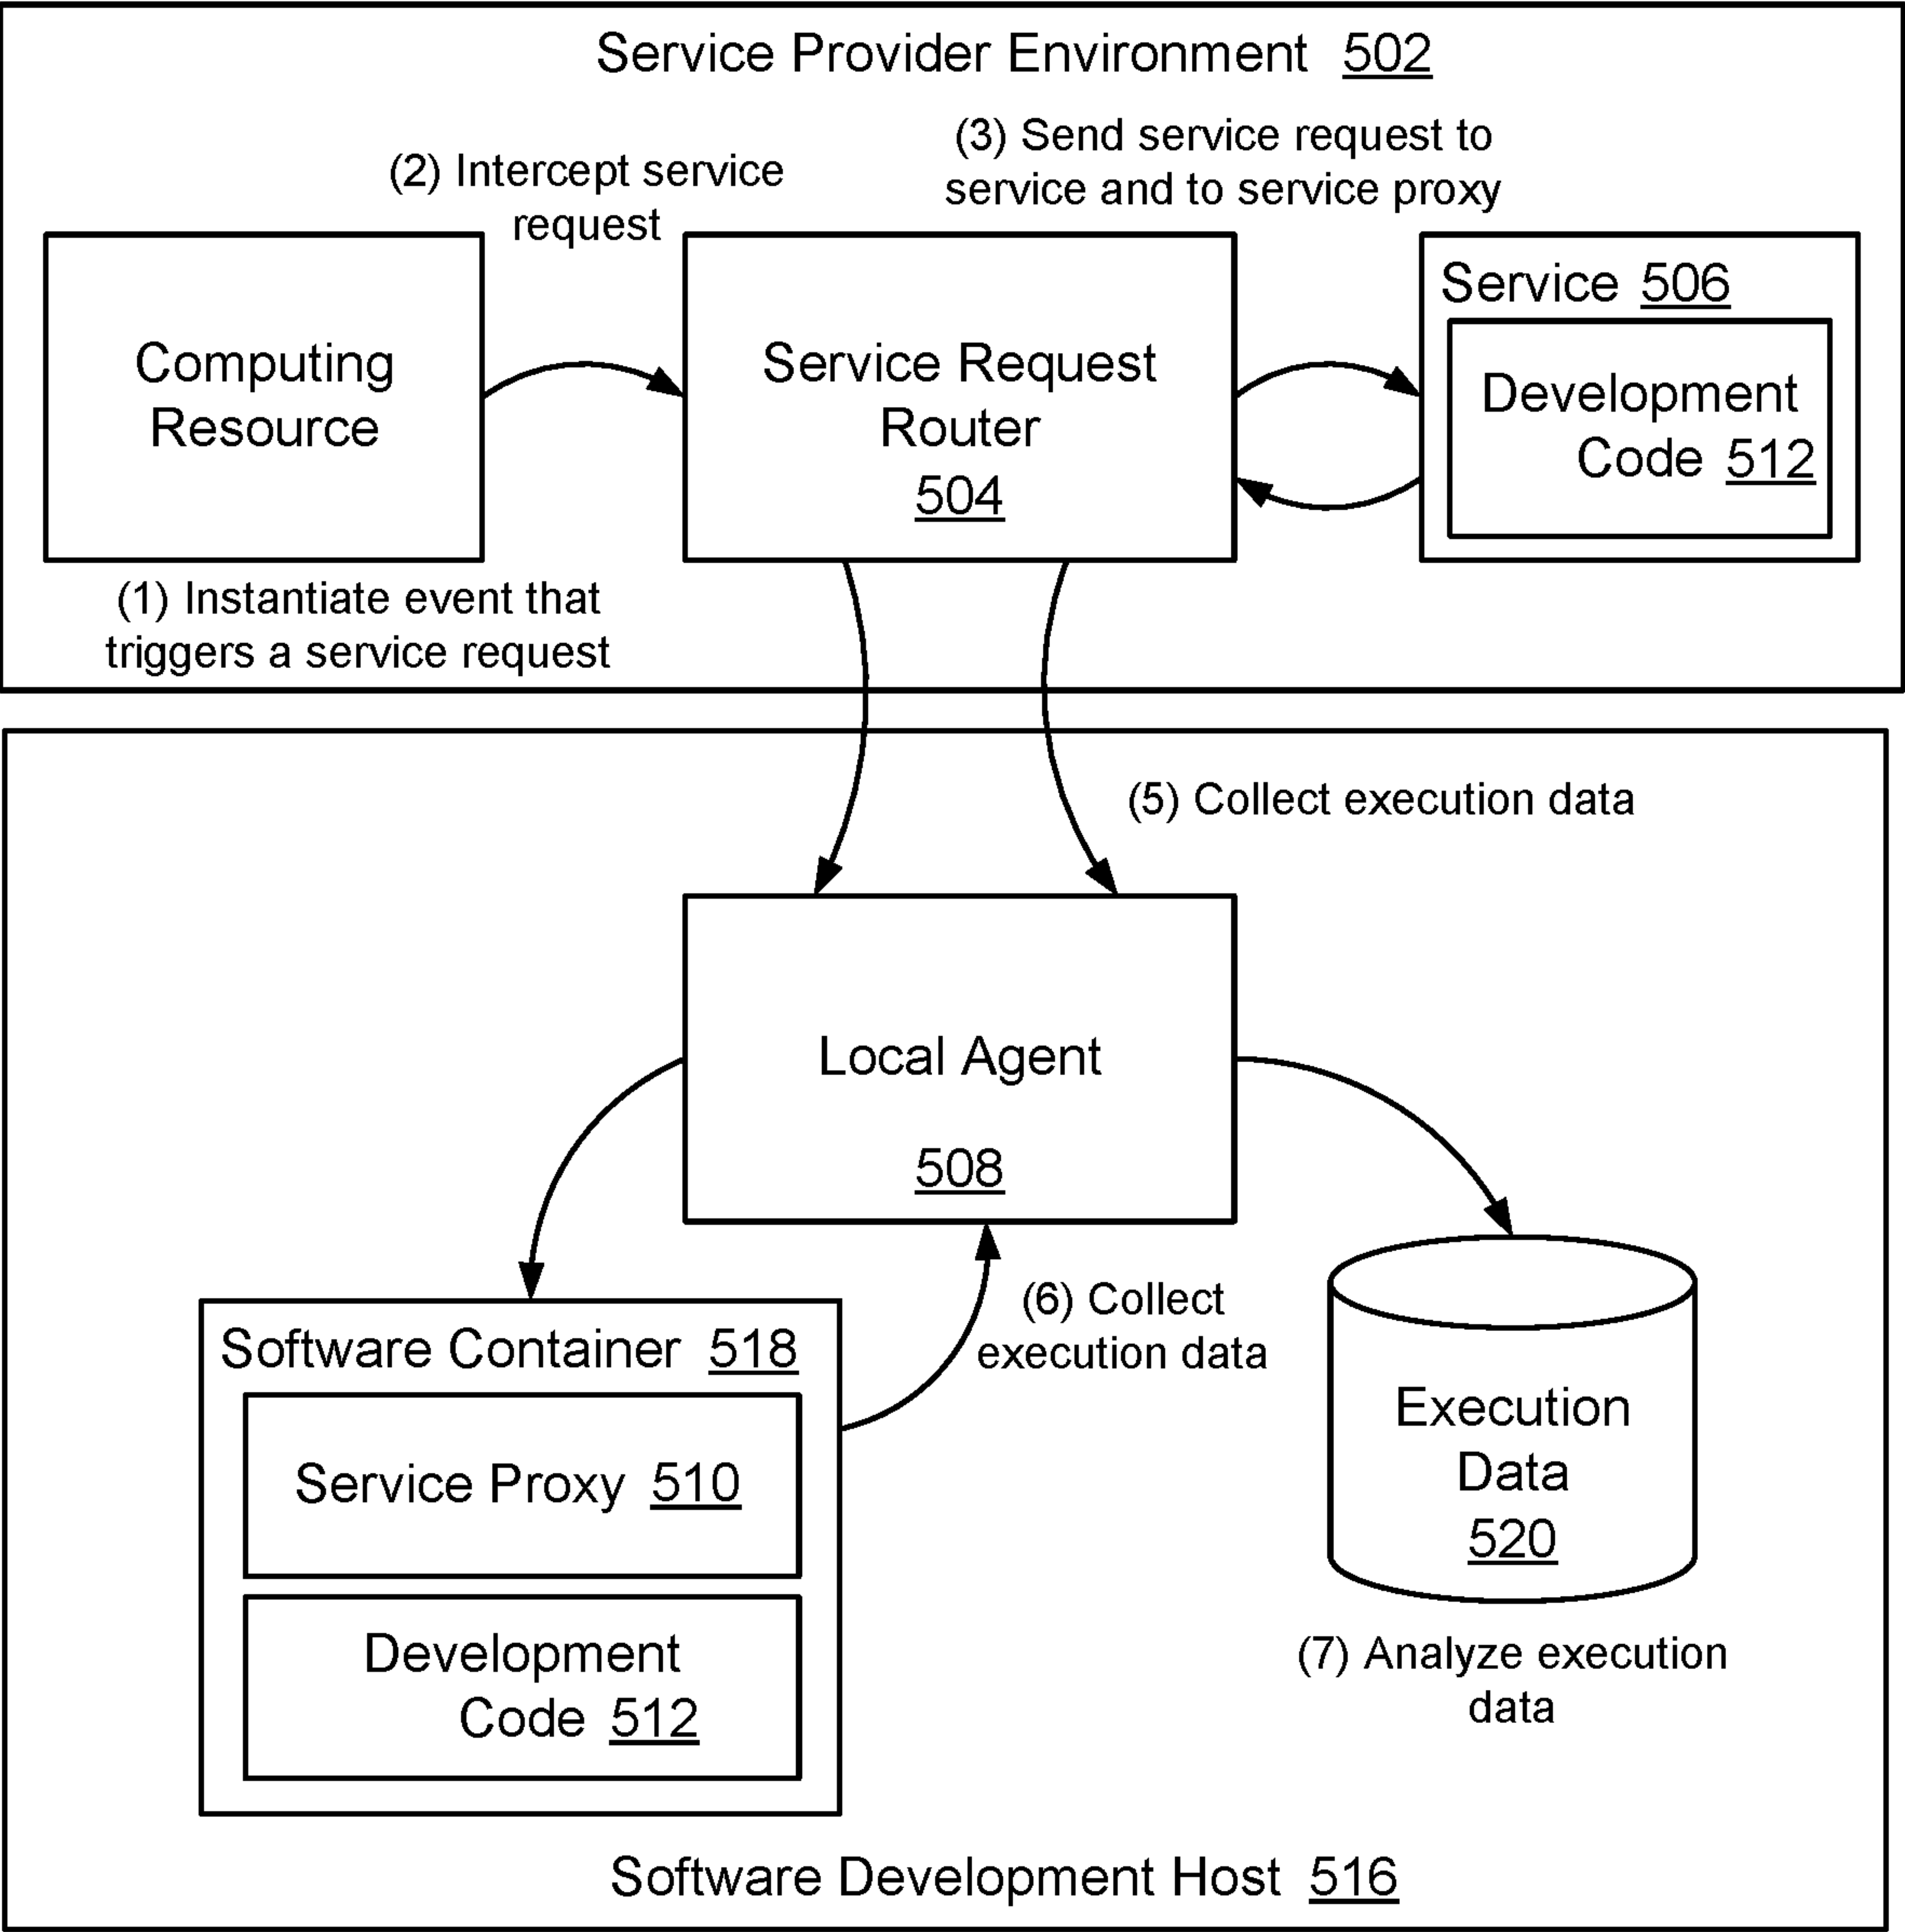 Service Provider Environment 502
(2) Intercept service
request
(3) Send service request to
service and to service proxy
Computing
Resource
Service Request
Router
504
Service 506
Development
Code 512
(1) Instantiate event that
triggers a service request
(5) Collect execution data
Local Agent
508
(6) Collect
execution data
Software Container 518
Service Proxy 510
Development
Code 512
Execution
Data
520
(7) Analyze execution
data
Software Development Host 516